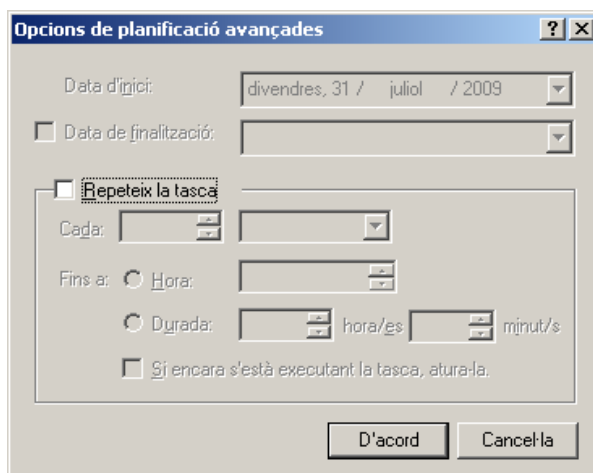 Opcions de planificació avançades
Data d'inici: divendres, 31 / juliol / 2009
Data de finalització:
Repeteix la tasca
Cada:
Fins a: Hora:
Durada: hora/es minut/s
Si encara s'està executant la tasca, atura-la.
D'acord Cancel·la